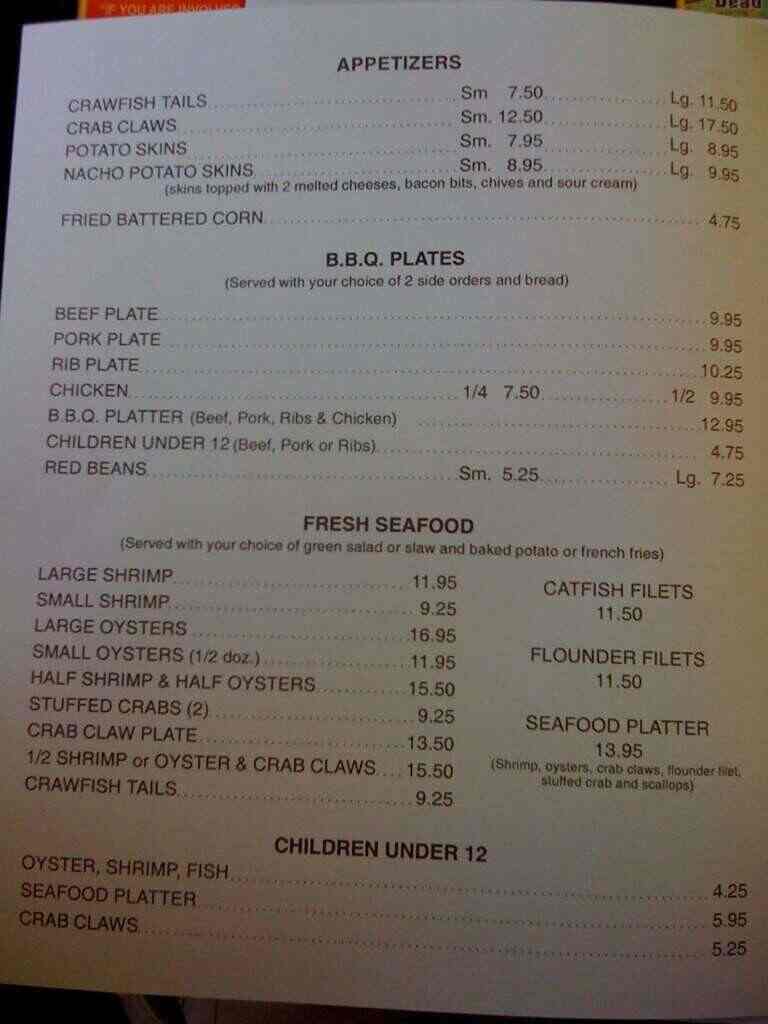 "IF YOU ARE INVOLVED
Dead
APPETIZERS
CRAWFISH TAILS Sm 7.50 Lg. 11.50
CRAB CLAWS Sm. 12.50 Lg. 17.50
POTATO SKINS Sm. 7.95 Lg. 8.95
NACHO POTATO SKINS Sm. 8.95 Lg. 9.95
(skins topped with 2 melted cheeses, bacon bits, chives and sour cream)
FRIED BATTERED CORN 4.75
B.B.Q. PLATES
(Served with your choice of 2 side orders and bread)
BEEF PLATE 9.95
PORK PLATE 9.95
RIB PLATE 10.25
CHICKEN 1/4 7.50 1/2 9.95
B.B.Q. PLATTER (Beef, Pork, Ribs & Chicken) 12.95
CHILDREN UNDER 12 (Beef, Pork or Ribs) 4.75
RED BEANS Sm. 5.25 Lg. 7.25
FRESH SEAFOOD
(Served with your choice of green salad or slaw and baked potato or french fries)
LARGE SHRIMP 11.95
SMALL SHRIMP 9.25
LARGE OYSTERS 16.95
SMALL OYSTERS (1/2 doz.) 11.95
HALF SHRIMP & HALF OYSTERS 15.50
STUFFED CRABS (2) 9.25
CRAB CLAW PLATE 13.50
1/2 SHRIMP or OYSTER & CRAB CLAWS 15.50
CRAWFISH TAILS 9.25
CATFISH FILETS
11.50
FLOUNDER FILETS
11.50
SEAFOOD PLATTER
13.95
(Shrimp, oysters, crab claws, flounder filet,
stuffed crab and scallops)
CHILDREN UNDER 12
OYSTER, SHRIMP, FISH 4.25
SEAFOOD PLATTER 5.95
CRAB CLAWS 5.25